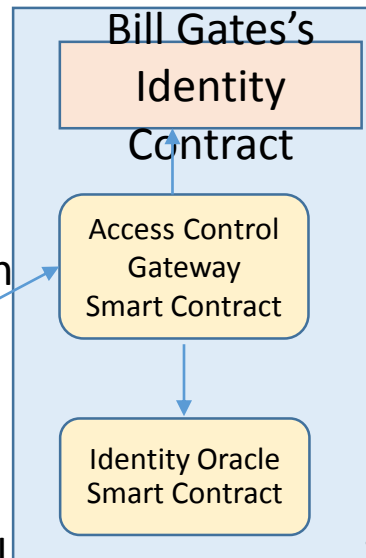 Bill Gates's
Identity
Contract
Access Control
Gateway
Smart Contract
Identity Oracle
Smart Contract